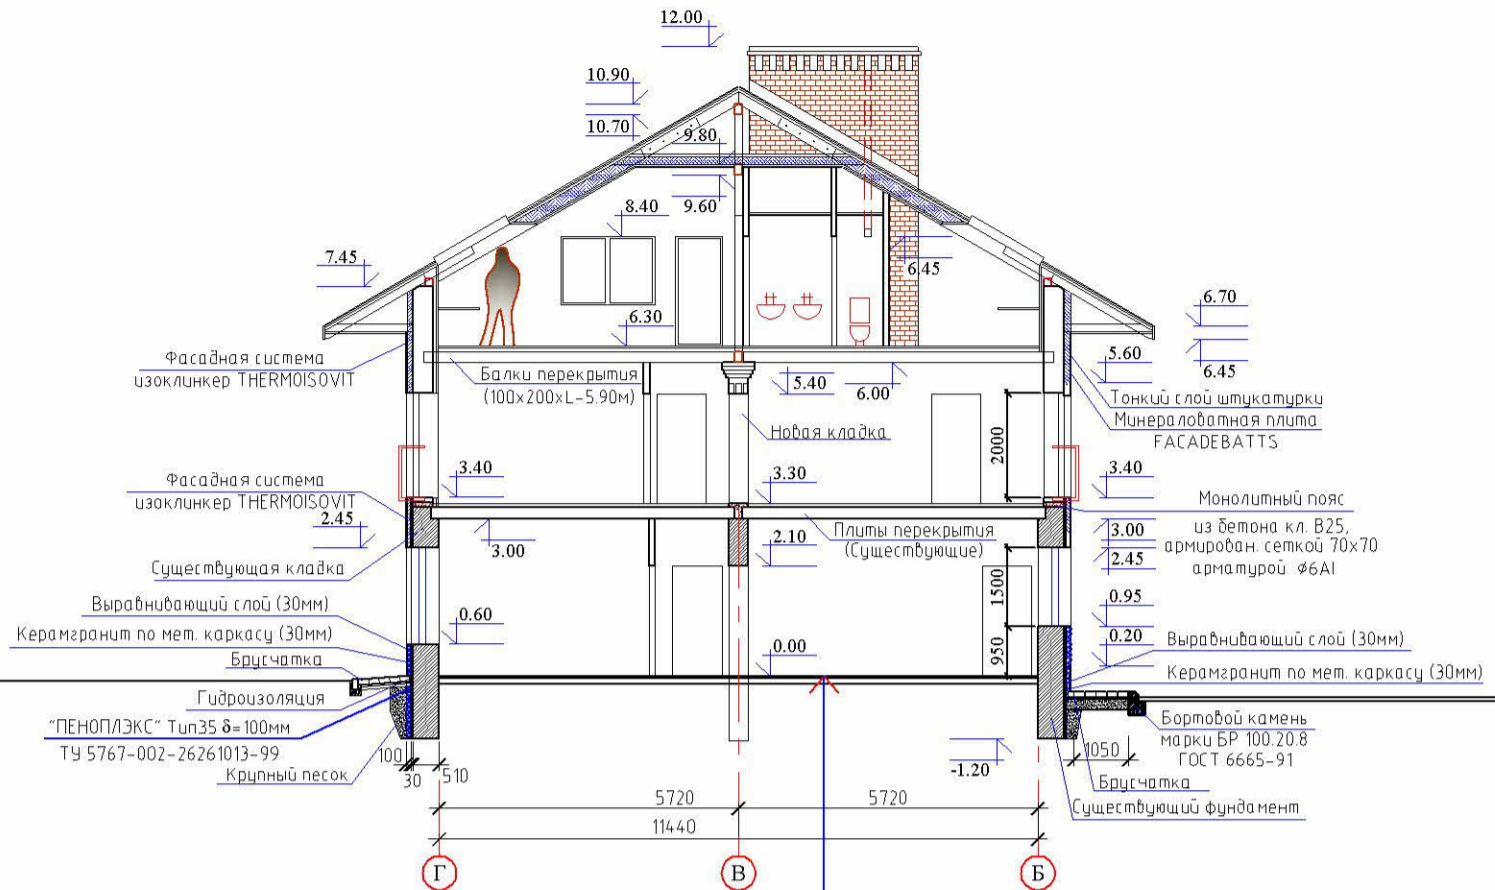 12.00
10.90
10.70
9.80
9.60
8.40
7.45
6.45
6.70
6.30
5.60
6.45
5.40
6.00
Фасадная система
изоклинкер THERMOISOVIT
Балки перекрытия
(100x200xL-5.90м)
Тонкий слой штукатурки
Минераловатная плита
FACADEBATTS
Новая кладка
2000
3.40
3.30
3.40
Фасадная система
изоклинкер THERMOISOVIT
Монолитный пояс
из бетона кл. В25,
армирован. сеткой 70x70
арматурой ϕ6АI
2.45
3.00
Плиты перекрытия
(Существующие)
2.10
3.00
2.45
Существующая кладка
1500
0.95
Выравнивающий слой (30мм)
0.60
Керамгранит по мет. каркасу (30мм)
0.20
Выравнивающий слой (30мм)
Брусчатка
0.00
950
Керамгранит по мет. каркасу (30мм)
Гидроизоляция
"ПЕНОПЛЭКС" Тип35 δ=100мм
ТУ 5767-002-26261013-99
Крупный песок
100
30
510
-1.20
1050
Бортовой камень
марки БР 100.20.8
ГОСТ 6665-91
Брусчатка
Существующий фундамент
5720
5720
11440
Г
В
Б